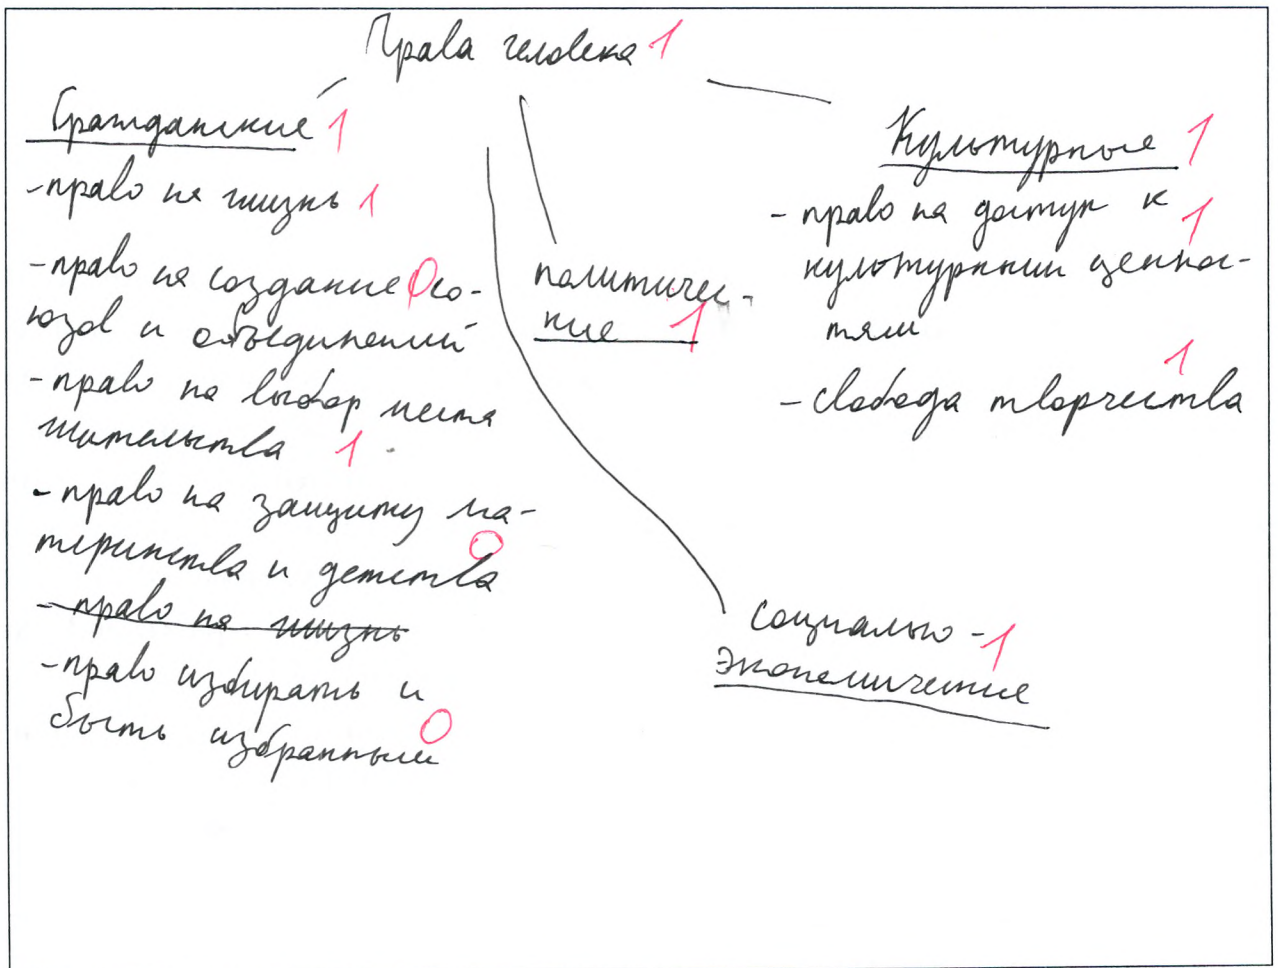 Права человека 1
Гражданские 1
-право на жизнь 1
-право на создание 0 со-
юзов и объединений
-право на выбор места
жительства 1
-право на защиту ма-
теринства и детства 0
-право на жизнь
-право избирать и
быть избранным 0
политичес-
кие 1
социально- 1
экономические
Культурные 1
- право на доступ к 1
культурным ценнос-
тям
1
- свобода творчества